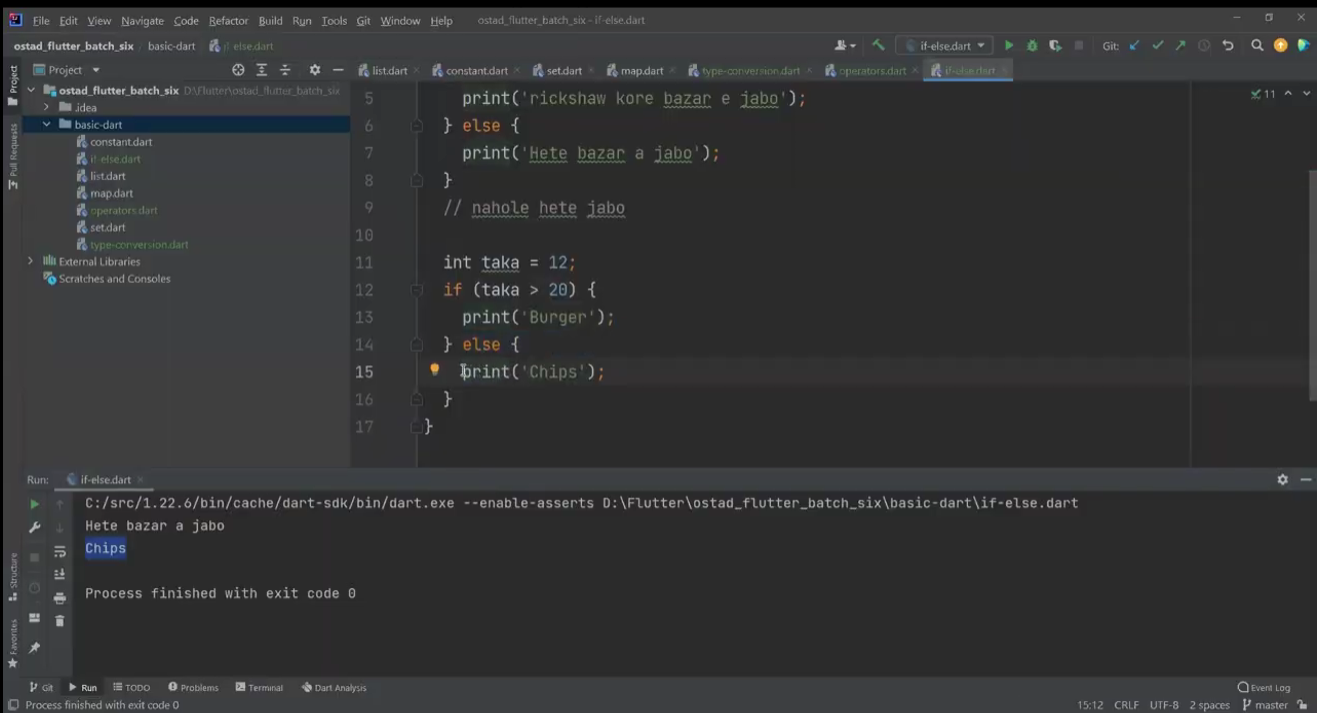 File Edit View Navigate Code Refactor Build Run Tools Git Window Help ostad_flutter_batch_six - if-else.dart
ostad_flutter_batch_six basic-dart if-else.dart if-else.dart Git:
Project list.dart constant.dart set.dart map.dart type-conversion.dart operators.dart if-else.dart
Project
Pull Requests
ostad_flutter_batch_six D:\Flutter\ostad_flutter_batch_six
.idea
basic-dart
constant.dart
if-else.dart
list.dart
map.dart
operators.dart
set.dart
type-conversion.dart
External Libraries
Scratches and Consoles
11
5 print('rickshaw kore bazar e jabo');
6 } else {
7 print('Hete bazar a jabo');
8 }
9 // nahole hete jabo
10
11 int taka = 12;
12 if (taka > 20) {
13 print('Burger');
14 } else {
15 print('Chips');
16 }
17 }
Run: if-else.dart
C:/src/1.22.6/bin/cache/dart-sdk/bin/dart.exe --enable-asserts D:\Flutter\ostad_flutter_batch_six\basic-dart\if-else.dart
Hete bazar a jabo
Chips
Process finished with exit code 0
Structure
Favorites
Git Run TODO Problems Terminal Dart Analysis Event Log
Process finished with exit code 0 15:12 CRLF UTF-8 2 spaces master